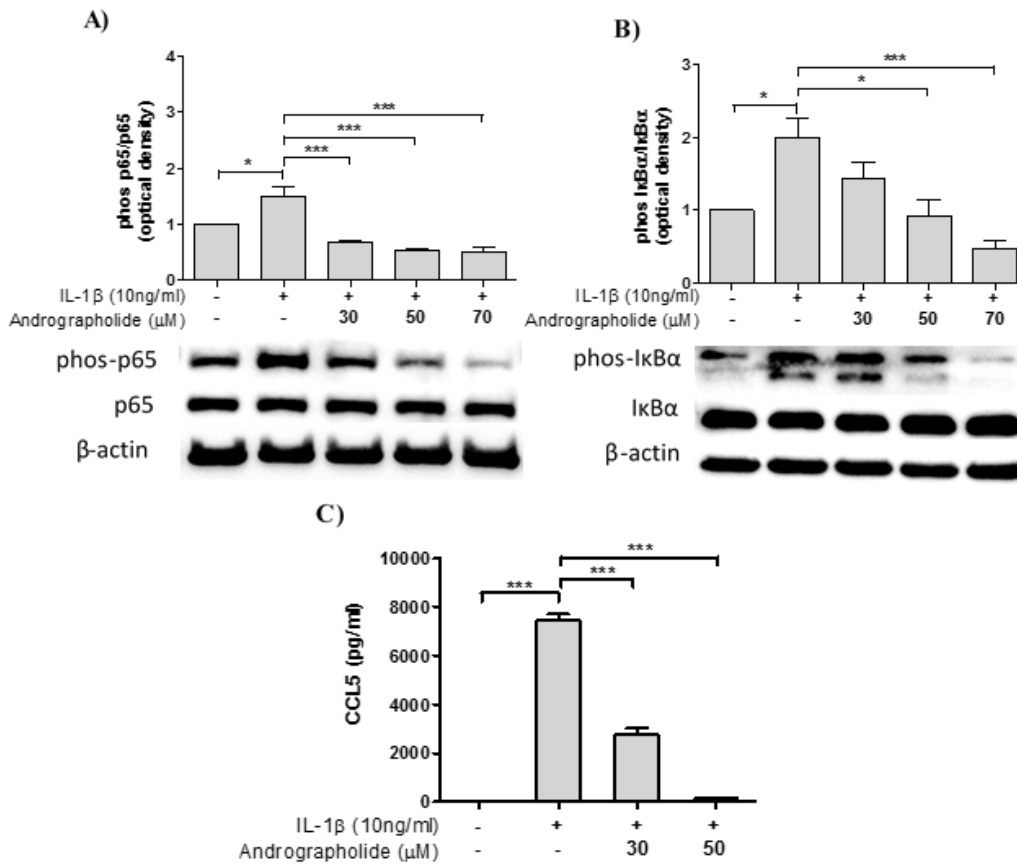 A)
phos p65/p65
(optical density)
4
3
2
1
0
*
***
***
***
IL-1β (10ng/ml) - + + + +
Andrographolide (μM) - - 30 50 70
phos-p65
p65
β-actin
B)
phos IκBα/IκBα
(optical density)
3
2
1
0
*
*
***
IL-1β (10ng/ml) - + + + +
Andrographolide (μM) - - 30 50 70
phos-IκBα
IκBα
β-actin
C)
CCL5 (pg/ml)
10000
8000
6000
4000
2000
0
***
***
***
IL-1β (10ng/ml) - + + +
Andrographolide (μM) - - 30 50